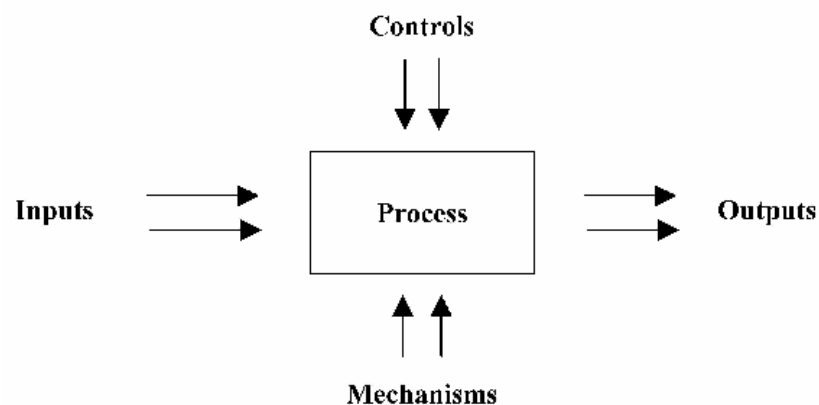 Controls
Inputs
Process
Outputs
Mechanisms